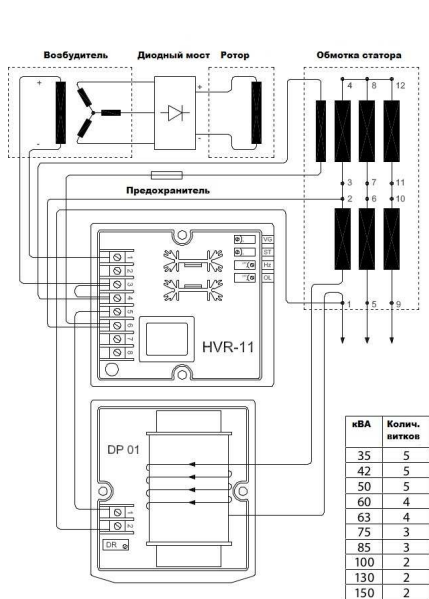 Воабудитель Диодный мост Ротор Обмотка статора
+ + 4 8 12
- -
3 7 11
Предохранитель 2 6 10
VG
1 ST
2 Hz
3 OL
4
5 1 5 9
6
7 HVR-11
8
DP 01
кВА Колич. витков
35 5
42 5
50 5
60 4
1 63 4
2 75 3
DR 85 3
100 2
130 2
150 2